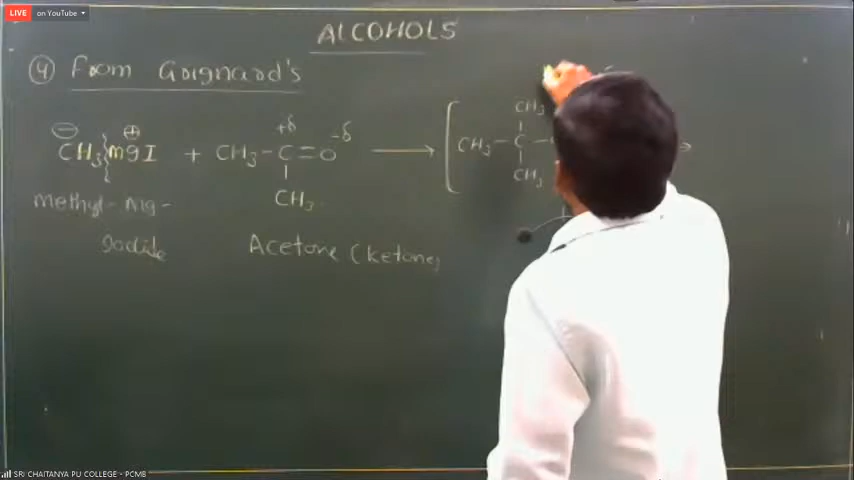 LIVE on YouTube
ALCOHOLS
④ From Grignard's
⊖ ⊕ +δ -δ
CH₃ mgI + CH₃-C=O → [ CH₃-C-
CH₃
CH₃
CH₃
methyl-Mg-
Iodide
Acetone (ketone)
SRI CHAITANYA PU COLLEGE - PCMB